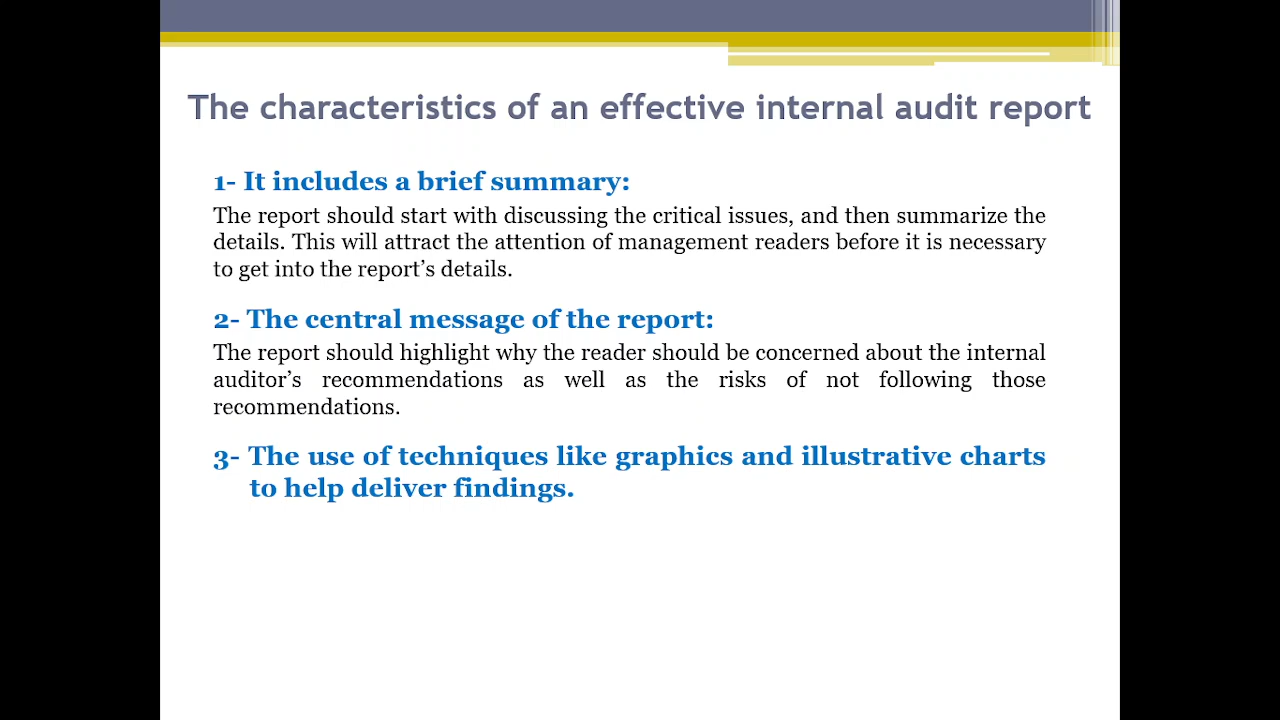 The characteristics of an effective internal audit report
1- It includes a brief summary:
The report should start with discussing the critical issues, and then summarize the
details. This will attract the attention of management readers before it is necessary
to get into the report’s details.
2- The central message of the report:
The report should highlight why the reader should be concerned about the internal
auditor’s recommendations as well as the risks of not following those
recommendations.
3- The use of techniques like graphics and illustrative charts
to help deliver findings.